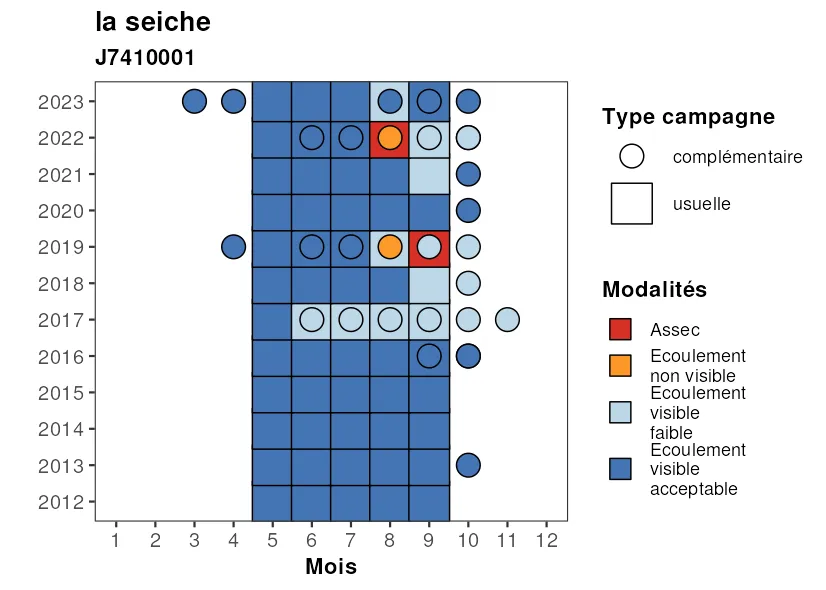 la seiche
J7410001
2023
2022
2021
2020
2019
2018
2017
2016
2015
2014
2013
2012
1 2 3 4 5 6 7 8 9 10 11 12
Mois
Type campagne
complémentaire
usuelle
Modalités
Assec
Ecoulement
non visible
Ecoulement
visible
faible
Ecoulement
visible
acceptable